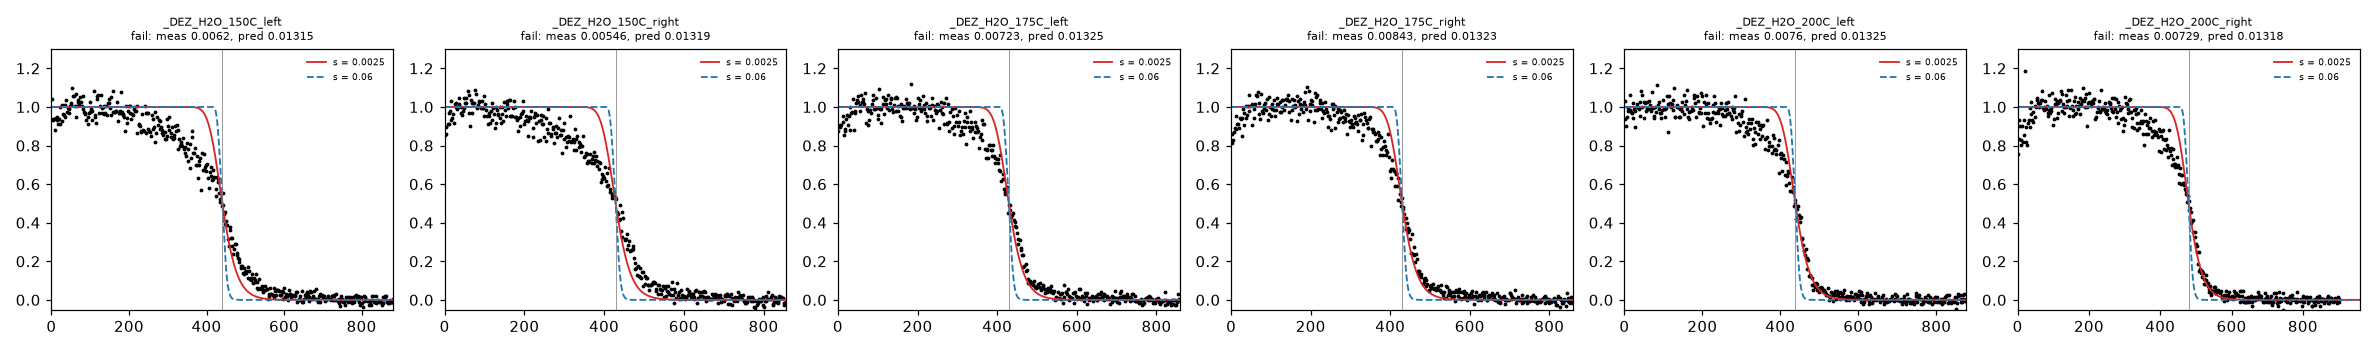 _DEZ_H2O_150C_left
fail: meas 0.0062, pred 0.01315
s = 0.0025
s = 0.06
1.2
1.0
0.8
0.6
0.4
0.2
0.0
0 200 400 600 800
_DEZ_H2O_150C_right
fail: meas 0.00546, pred 0.01319
s = 0.0025
s = 0.06
1.2
1.0
0.8
0.6
0.4
0.2
0.0
0 200 400 600 800
_DEZ_H2O_175C_left
fail: meas 0.00723, pred 0.01325
s = 0.0025
s = 0.06
1.2
1.0
0.8
0.6
0.4
0.2
0.0
0 200 400 600 800
_DEZ_H2O_175C_right
fail: meas 0.00843, pred 0.01323
s = 0.0025
s = 0.06
1.2
1.0
0.8
0.6
0.4
0.2
0.0
0 200 400 600 800
_DEZ_H2O_200C_left
fail: meas 0.0076, pred 0.01325
s = 0.0025
s = 0.06
1.2
1.0
0.8
0.6
0.4
0.2
0.0
0 200 400 600 800
_DEZ_H2O_200C_right
fail: meas 0.00729, pred 0.01318
s = 0.0025
s = 0.06
1.2
1.0
0.8
0.6
0.4
0.2
0.0
0 200 400 600 800